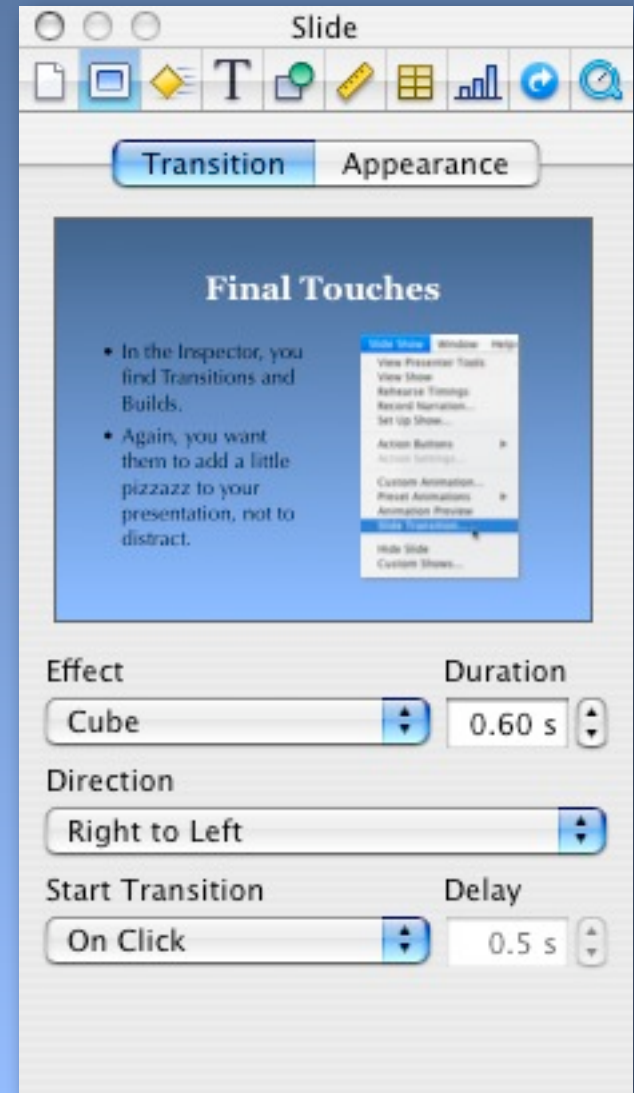 Slide
T
Transition Appearance
Final Touches
• In the Inspector, you
find Transitions and
Builds.
• Again, you want
them to add a little
pizzazz to your
presentation, not to
distract.
Slide Show Window Help
View Presenter Tools
View Show
Rehearse Timings
Record Narration...
Set Up Show...
Action Buttons
Action Settings...
Custom Animation...
Preset Animations
Animation Preview
Slide Transition...
Hide Slide
Custom Shows...
Effect Duration
Cube 0.60 s
Direction
Right to Left
Start Transition Delay
On Click 0.5 s